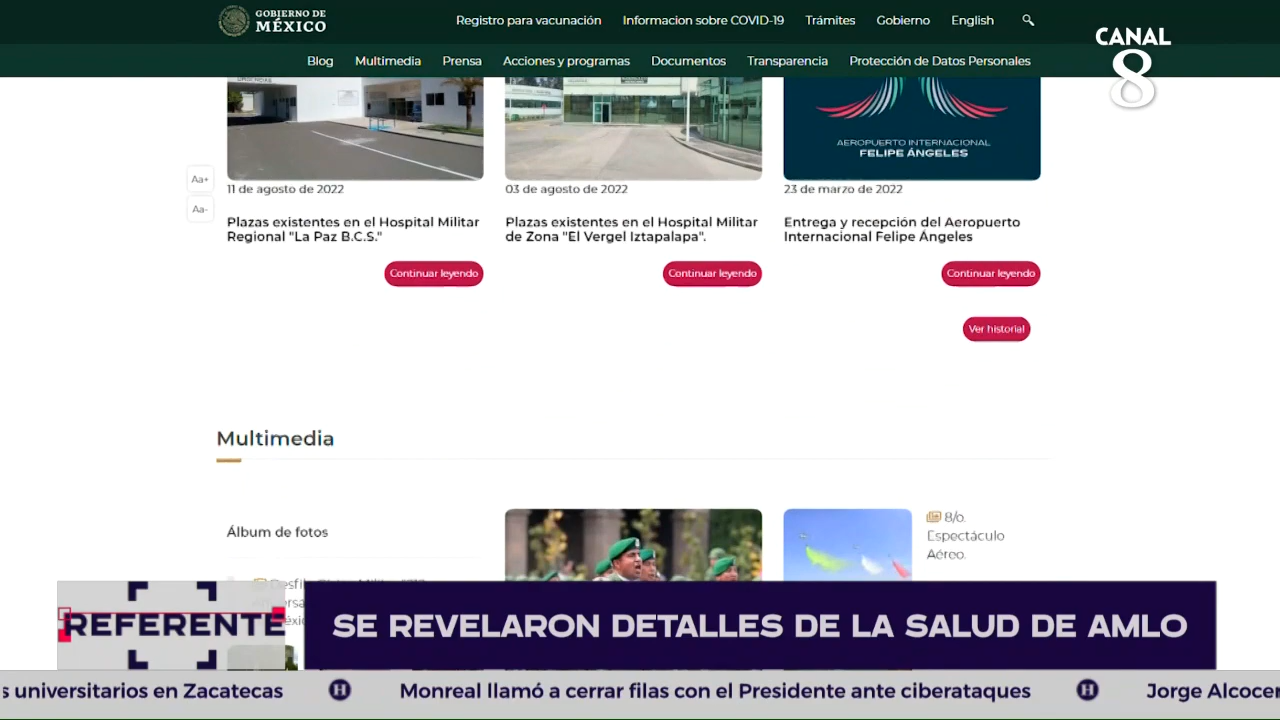 GOBIERNO DE
MÉXICO
Registro para vacunación
Informacion sobre COVID-19
Trámites
Gobierno
English
CANAL
8
Blog
Multimedia
Prensa
Acciones y programas
Documentos
Transparencia
Protección de Datos Personales
URGENCIAS
AEROPUERTO INTERNACIONAL
FELIPE ÁNGELES
Aa+
Aa-
11 de agosto de 2022
Plazas existentes en el Hospital Militar
Regional "La Paz B.C.S."
Continuar leyendo
03 de agosto de 2022
Plazas existentes en el Hospital Militar
de Zona "El Vergel Iztapalapa".
Continuar leyendo
23 de marzo de 2022
Entrega y recepción del Aeropuerto
Internacional Felipe Ángeles
Continuar leyendo
Ver historial
Multimedia
Álbum de fotos
8/o.
Espectáculo
Aéreo.
REFERENTE
SE REVELARON DETALLES DE LA SALUD DE AMLO
s universitarios en Zacatecas
H
Monreal llamó a cerrar filas con el Presidente ante ciberataques
H
Jorge Alcocer